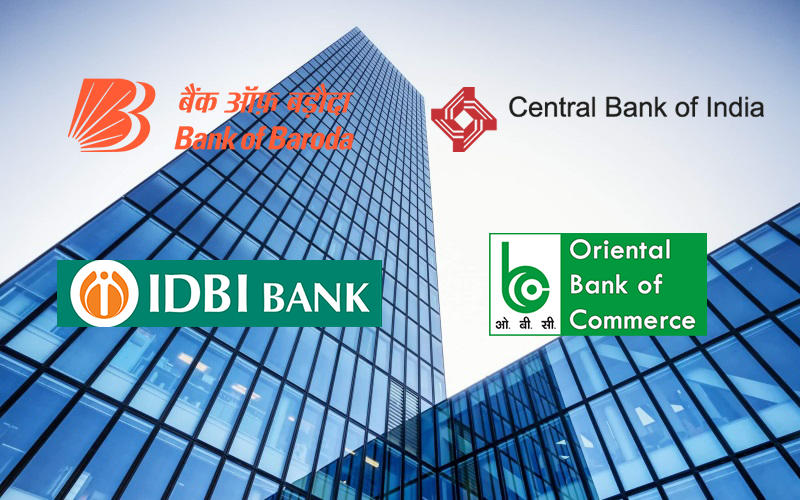 बैंक ऑफ़ बड़ौदा
Bank of Baroda
Central Bank of India
IDBI BANK
Oriental
Bank of
Commerce
ओ. बी. सी.